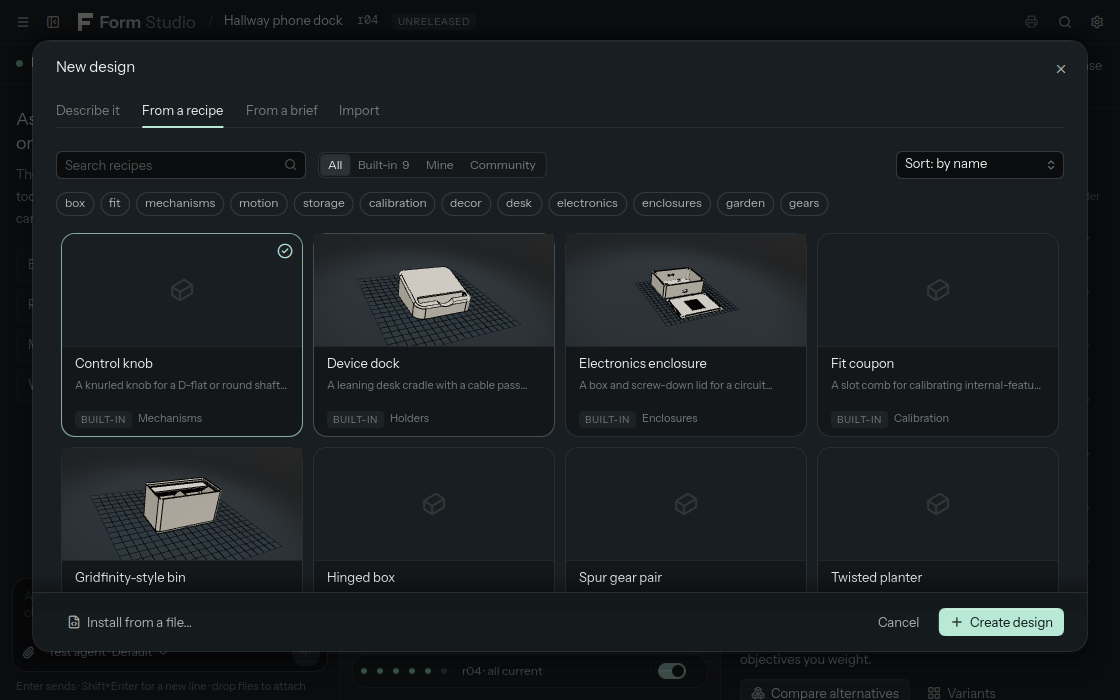 Form Studio / Hallway phone dock r04 UNRELEASED
New design
Describe it From a recipe From a brief Import
Search recipes All Built-in 9 Mine Community Sort: by name
box fit mechanisms motion storage calibration decor desk electronics enclosures garden gears
Control knob Device dock Electronics enclosure Fit coupon
A knurled knob for a D-flat or round shaft… A leaning desk cradle with a cable pass… A box and screw-down lid for a circuit… A slot comb for calibrating internal-featu…
BUILT-IN Mechanisms BUILT-IN Holders BUILT-IN Enclosures BUILT-IN Calibration
Gridfinity-style bin Hinged box Spur gear pair Twisted planter
Install from a file… Cancel Create design
Test agent · Default
objectives you weight.
r04 · all current
Enter sends · Shift+Enter for a new line · drop files to attach
Compare alternatives Variants